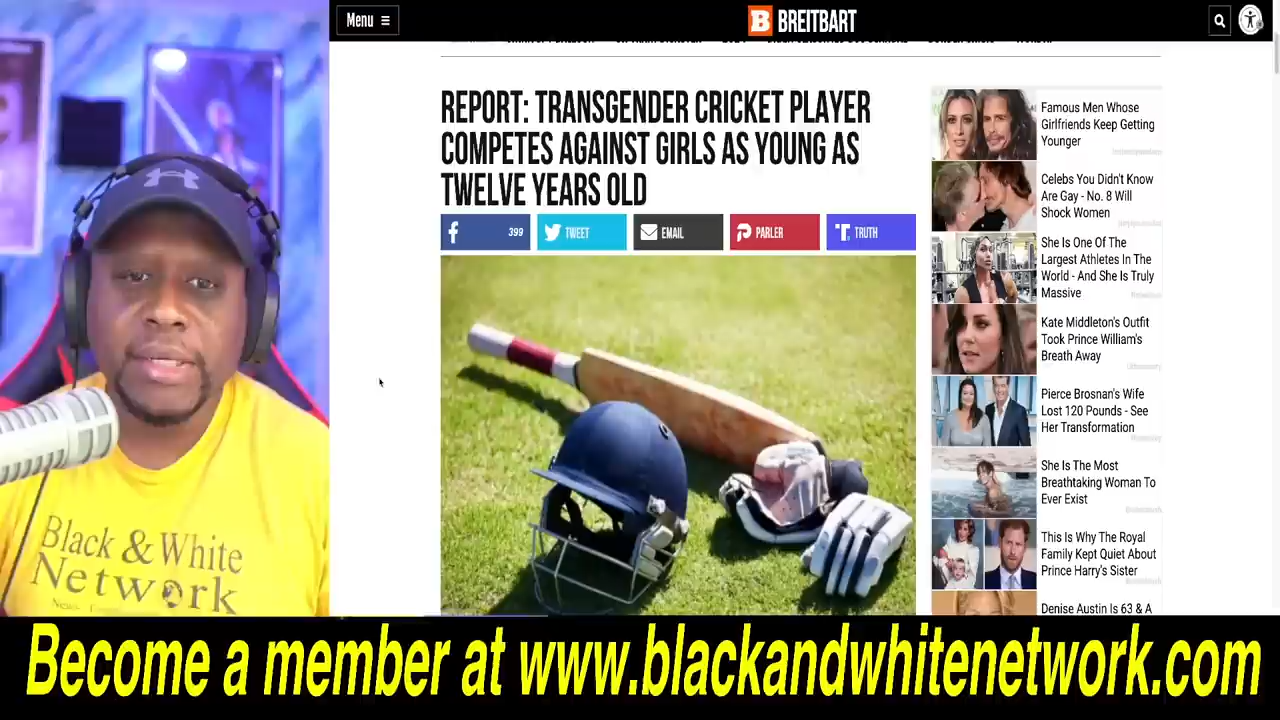 Menu
BREITBART
REPORT: TRANSGENDER CRICKET PLAYER
COMPETES AGAINST GIRLS AS YOUNG AS
TWELVE YEARS OLD
399
TWEET
EMAIL
PARLER
TRUTH
Famous Men Whose
Girlfriends Keep Getting
Younger
Celebs You Didn't Know
Are Gay - No. 8 Will
Shock Women
She Is One Of The
Largest Athletes In The
World - And She Is Truly
Massive
Kate Middleton's Outfit
Took Prince William's
Breath Away
Pierce Brosnan's Wife
Lost 120 Pounds - See
Her Transformation
She Is The Most
Breathtaking Woman To
Ever Exist
This Is Why The Royal
Family Kept Quiet About
Prince Harry's Sister
Denise Austin Is 63 & A
Black & White
Network
Become a member at www.blackandwhitenetwork.com